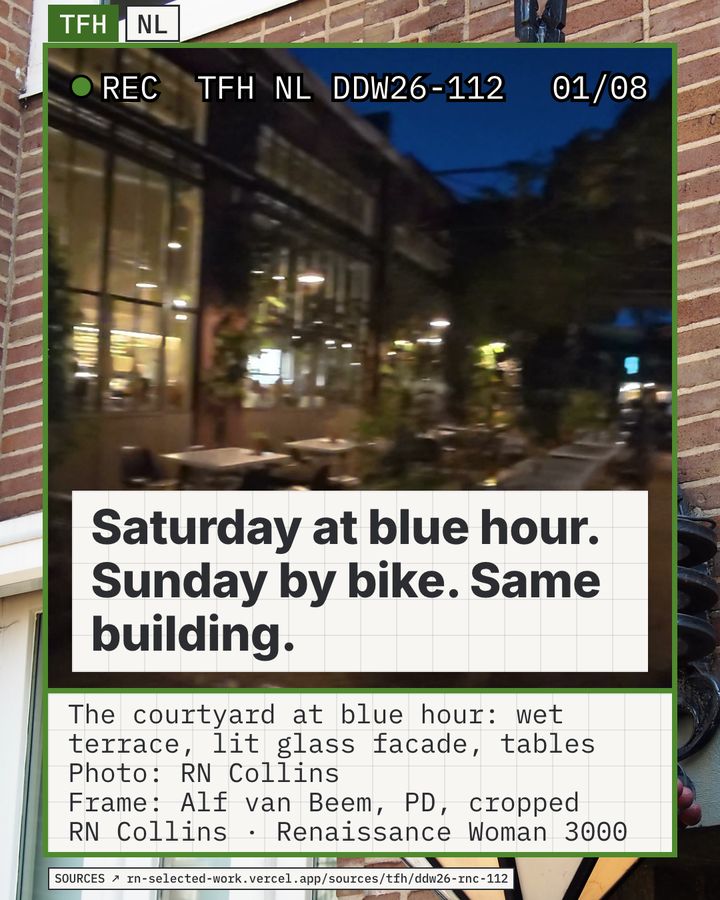 TFH NL
REC TFH NL DDW26-112 01/08
Saturday at blue hour.
Sunday by bike. Same
building.
The courtyard at blue hour: wet
terrace, lit glass facade, tables
Photo: RN Collins
Frame: Alf van Beem, PD, cropped
RN Collins · Renaissance Woman 3000
SOURCES ↗ rn-selected-work.vercel.app/sources/tfh/ddw26-rnc-112